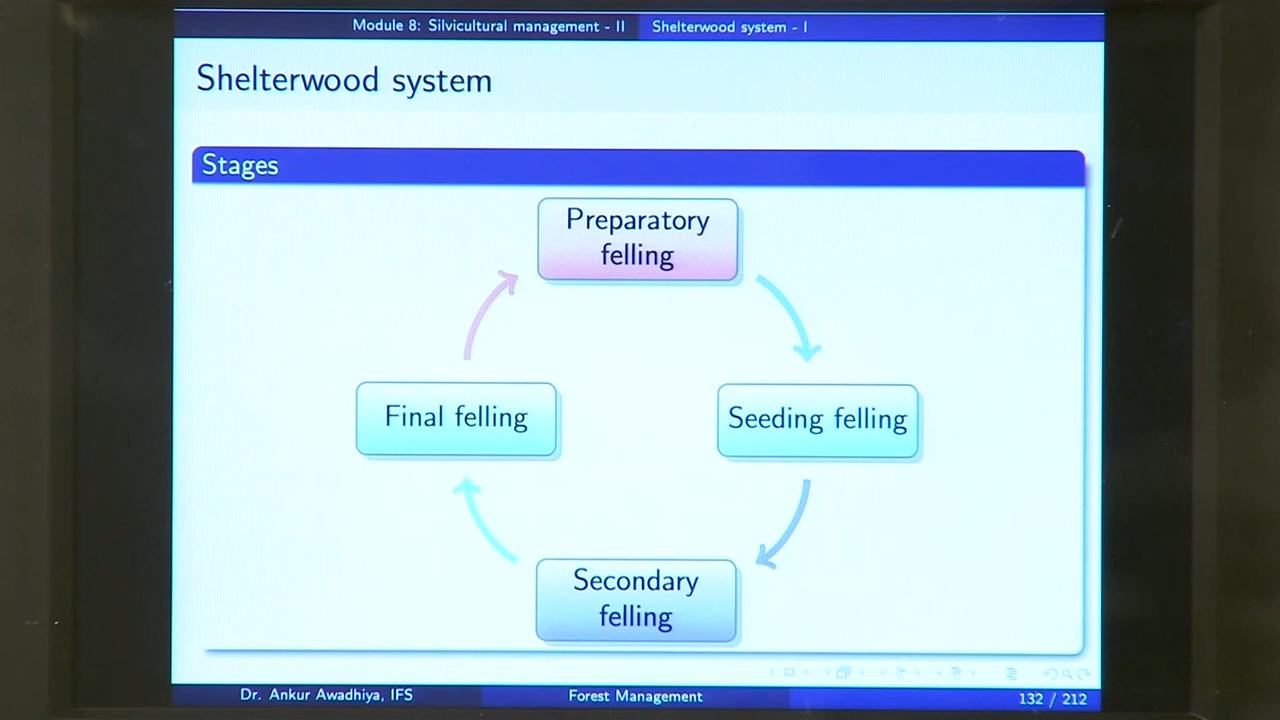 Module 8: Silvicultural management - II
Shelterwood system - I
Shelterwood system
Stages
Preparatory
felling
Final felling
Seeding felling
Secondary
felling
Dr. Ankur Awadhiya, IFS
Forest Management
132 / 212